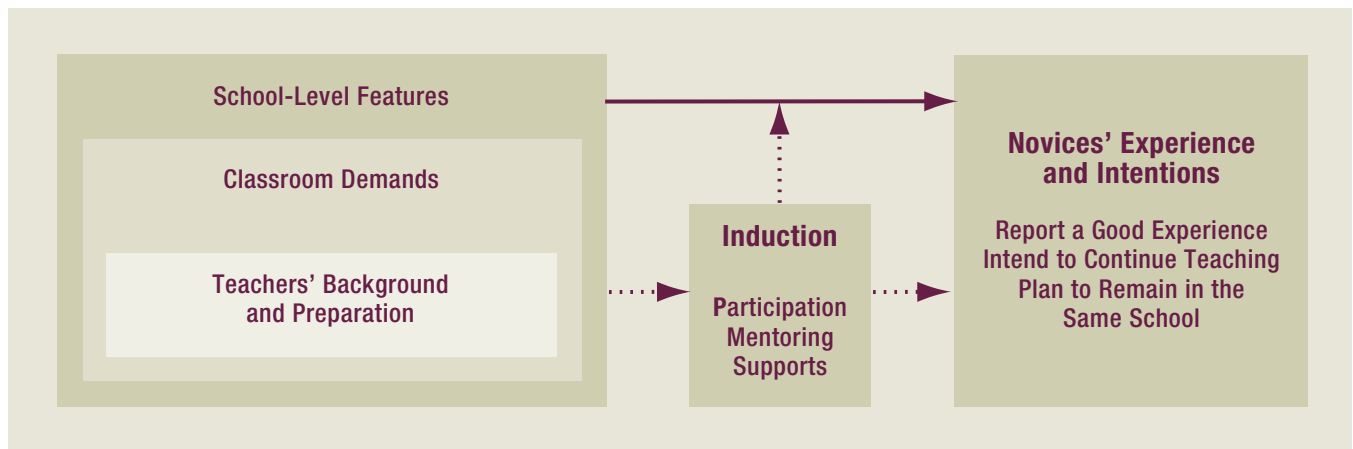 School-Level Features
Classroom Demands
Teachers’ Background
and Preparation
Induction
Participation
Mentoring
Supports
Novices’ Experience
and Intentions
Report a Good Experience
Intend to Continue Teaching
Plan to Remain in the
Same School